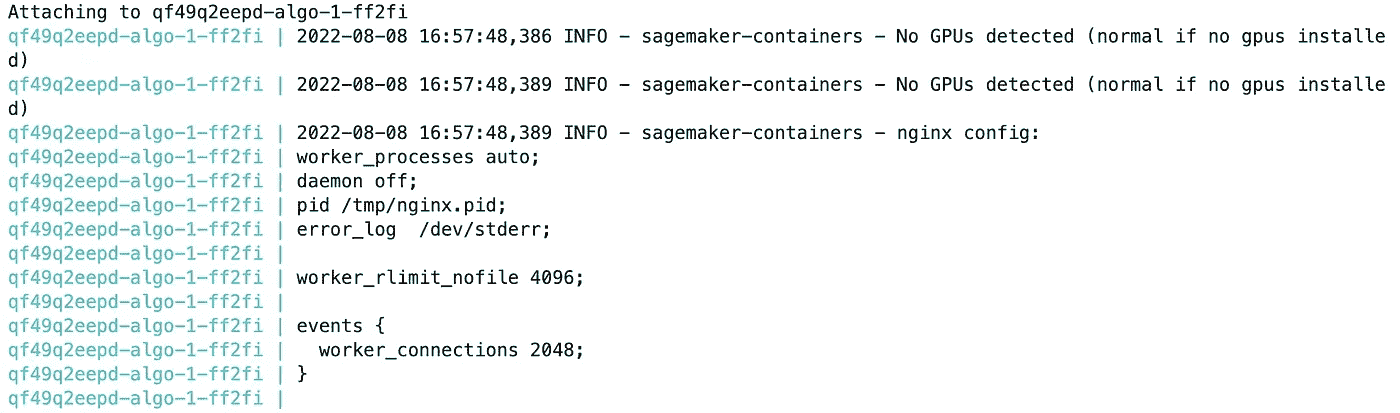 Attaching to qf49q2eepd-algo-1-ff2fi
qf49q2eepd-algo-1-ff2fi | 2022-08-08 16:57:48,386 INFO - sagemaker-containers - No GPUs detected (normal if no gpus installe
d)
qf49q2eepd-algo-1-ff2fi | 2022-08-08 16:57:48,389 INFO - sagemaker-containers - No GPUs detected (normal if no gpus installe
d)
qf49q2eepd-algo-1-ff2fi | 2022-08-08 16:57:48,389 INFO - sagemaker-containers - nginx config:
qf49q2eepd-algo-1-ff2fi | worker_processes auto;
qf49q2eepd-algo-1-ff2fi | daemon off;
qf49q2eepd-algo-1-ff2fi | pid /tmp/nginx.pid;
qf49q2eepd-algo-1-ff2fi | error_log  /dev/stderr;
qf49q2eepd-algo-1-ff2fi |
qf49q2eepd-algo-1-ff2fi | worker_rlimit_nofile 4096;
qf49q2eepd-algo-1-ff2fi |
qf49q2eepd-algo-1-ff2fi | events {
qf49q2eepd-algo-1-ff2fi |   worker_connections 2048;
qf49q2eepd-algo-1-ff2fi | }
qf49q2eepd-algo-1-ff2fi |